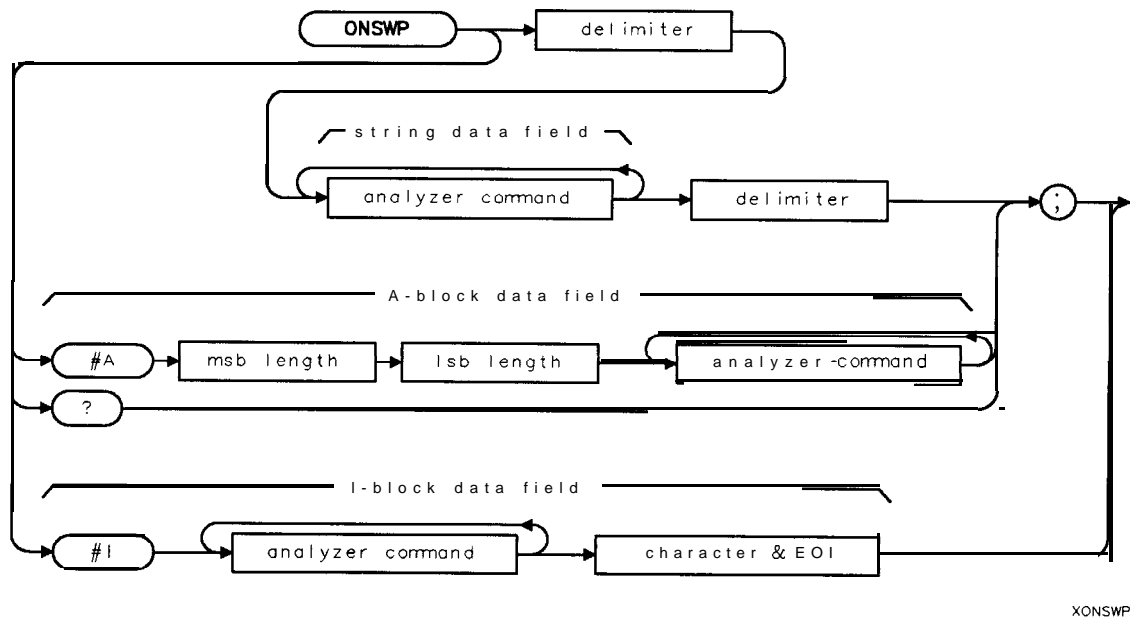 ONSWP delimiter
string data field
analyzer command delimiter ;
A-block data field
#A msb length lsb length analyzer-command
?
I-block data field
#I analyzer command character & EOI
XONSWP